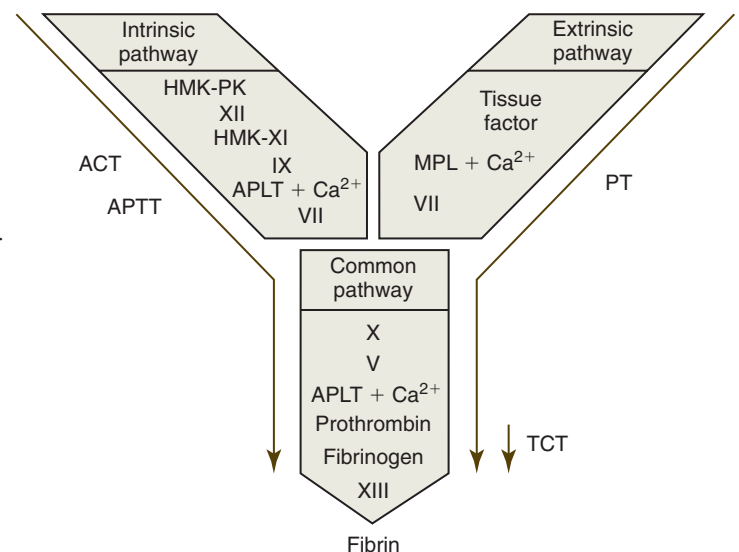 Intrinsic
pathway
HMK-PK
XII
HMK-XI
IX
APLT + Ca²⁺
VII
ACT
APTT
Extrinsic
pathway
Tissue
factor
MPL + Ca²⁺
VII
PT
Common
pathway
X
V
APLT + Ca²⁺
Prothrombin
Fibrinogen
XIII
TCT
Fibrin